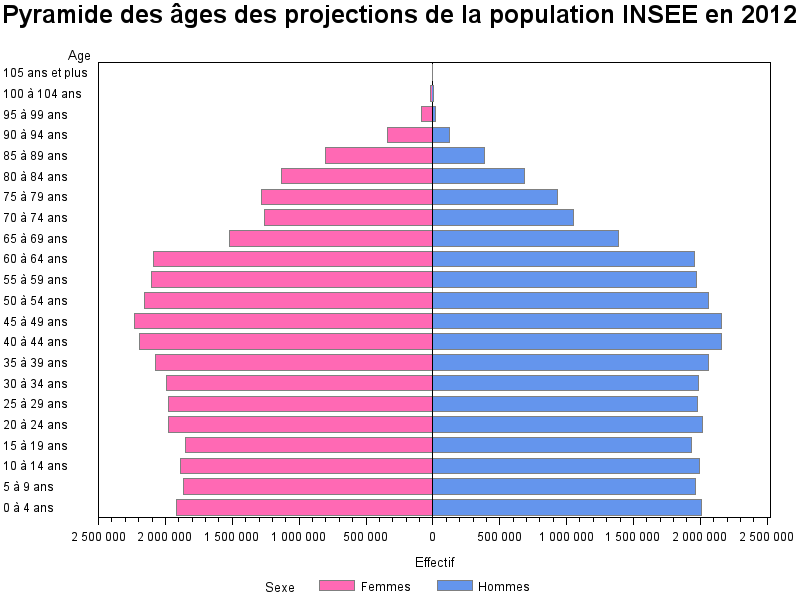 Pyramide des âges des projections de la population INSEE en 2012
Age
105 ans et plus
100 à 104 ans
95 à 99 ans
90 à 94 ans
85 à 89 ans
80 à 84 ans
75 à 79 ans
70 à 74 ans
65 à 69 ans
60 à 64 ans
55 à 59 ans
50 à 54 ans
45 à 49 ans
40 à 44 ans
35 à 39 ans
30 à 34 ans
25 à 29 ans
20 à 24 ans
15 à 19 ans
10 à 14 ans
5 à 9 ans
0 à 4 ans
2 500 000 2 000 000 1 500 000 1 000 000 500 000 0 500 000 1 000 000 1 500 000 2 000 000 2 500 000
Effectif
Sexe Femmes Hommes